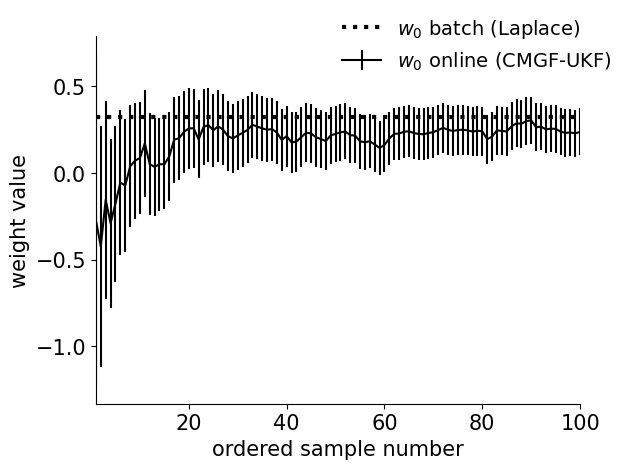 w₀ batch (Laplace)
w₀ online (CMGF-UKF)
0.5
0.0
−0.5
−1.0
weight value
20 40 60 80 100
ordered sample number